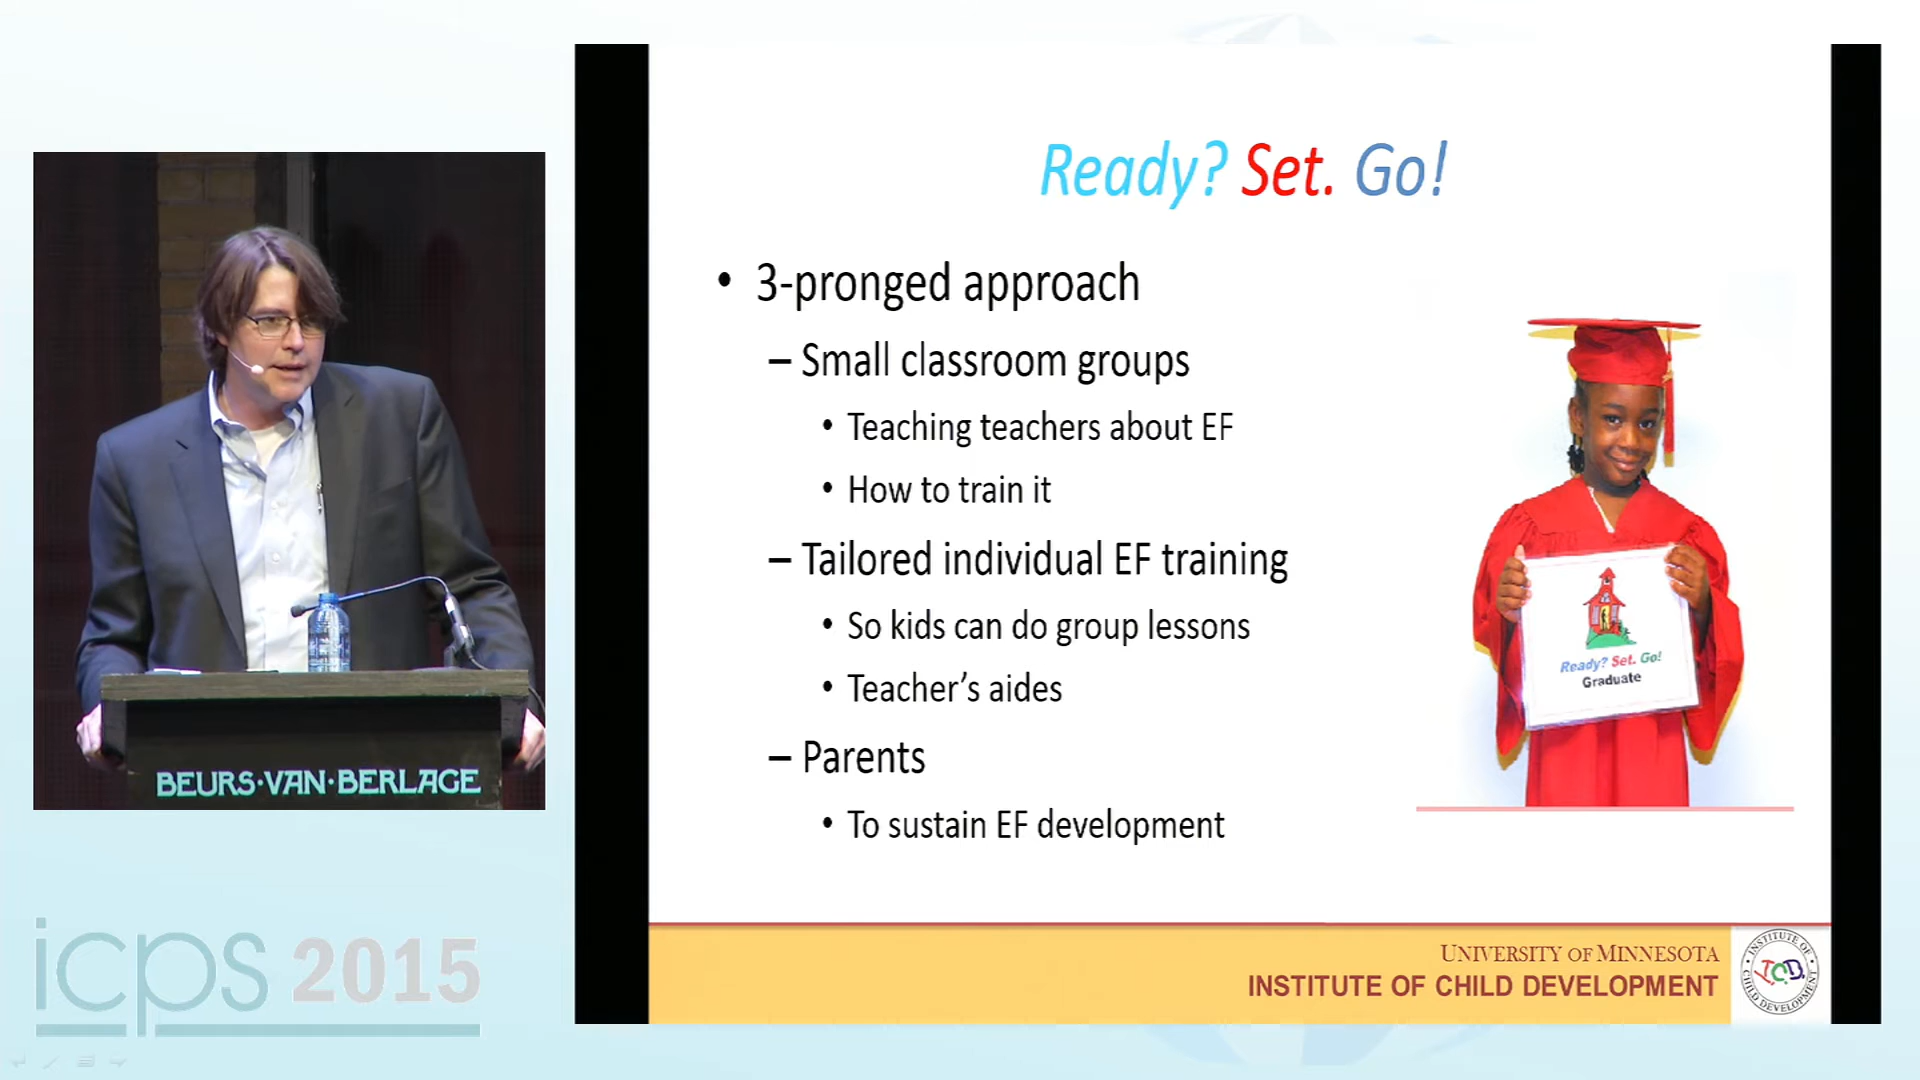 Ready? Set. Go!
• 3-pronged approach
– Small classroom groups
• Teaching teachers about EF
• How to train it
– Tailored individual EF training
• So kids can do group lessons
• Teacher's aides
– Parents
• To sustain EF development
Ready? Set. Go!
Graduate
BEURS·VAN·BERLAGE
icps 2015
UNIVERSITY OF MINNESOTA
INSTITUTE OF CHILD DEVELOPMENT
INSTITUTE OF
I.C.D.
CHILD DEVELOPMENT